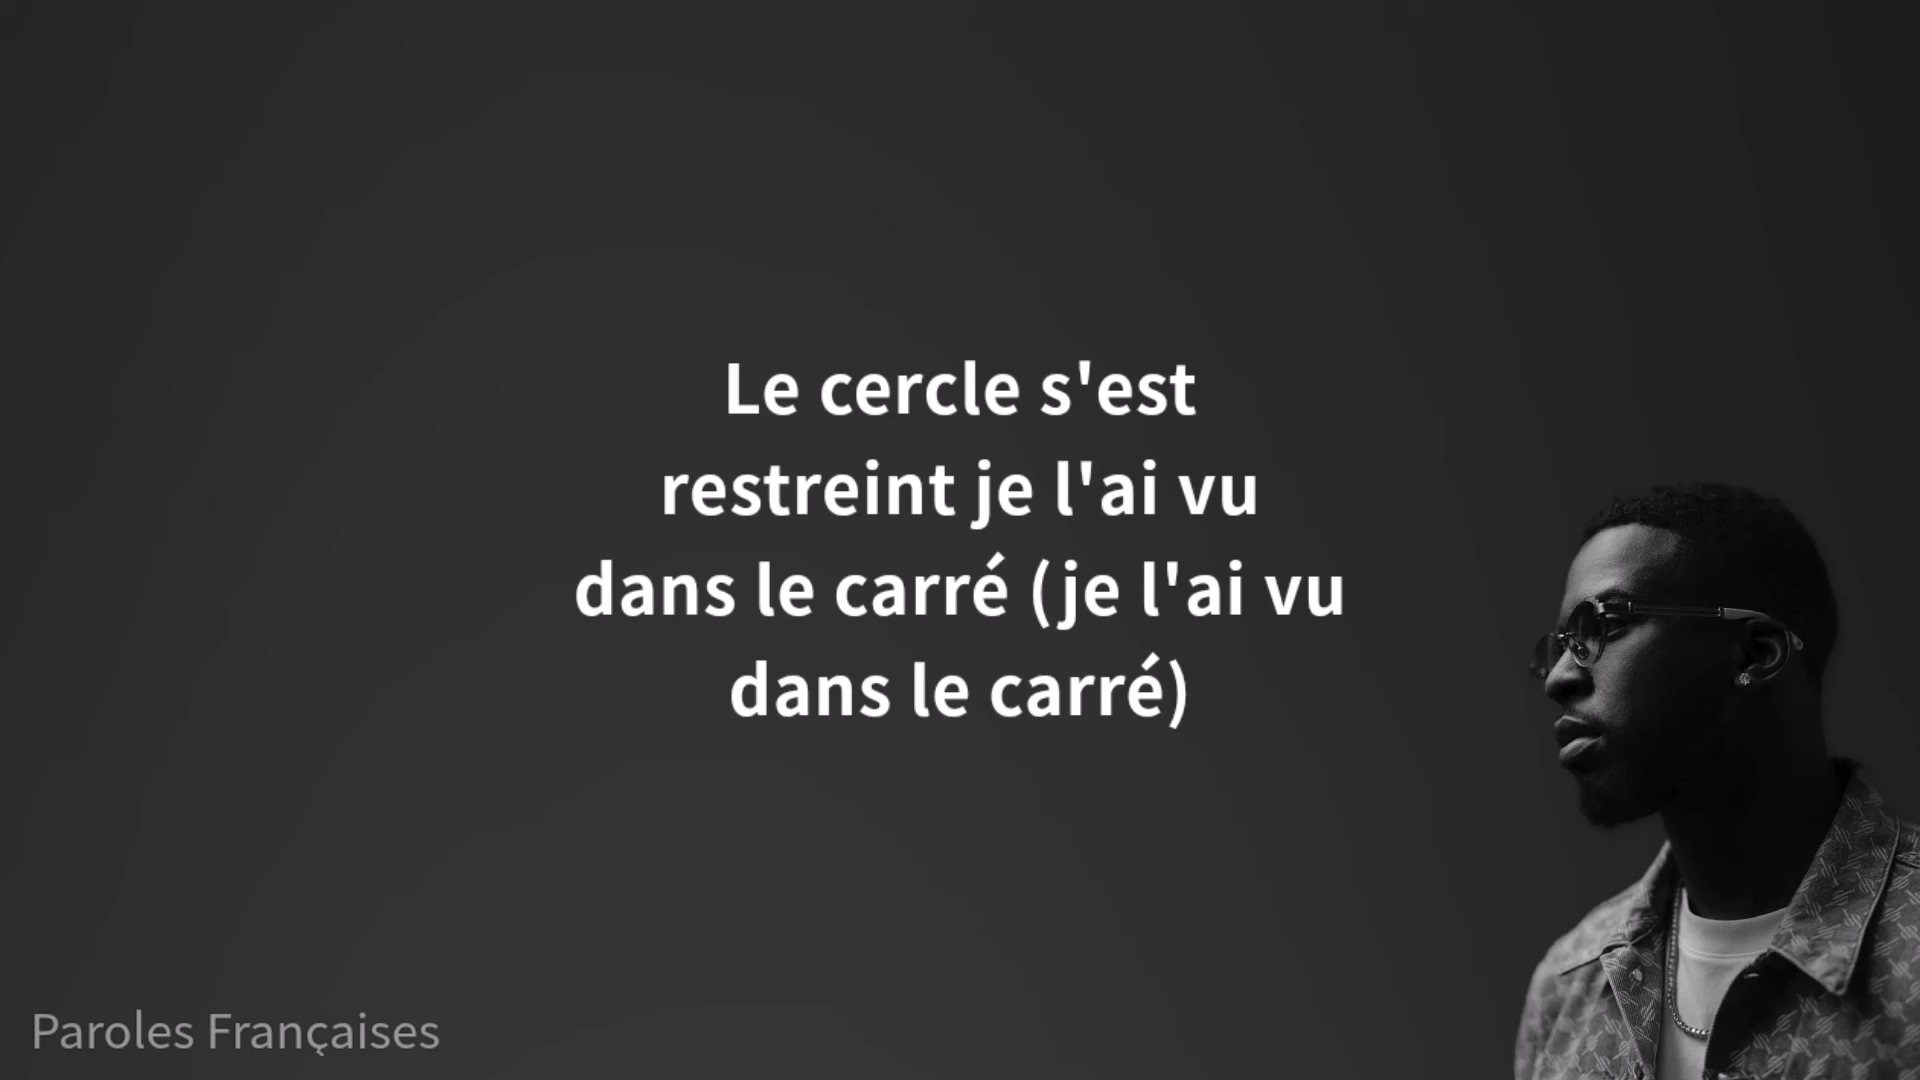 Le cercle s'est
restreint je l'ai vu
dans le carré (je l'ai vu
dans le carré)
Paroles Françaises